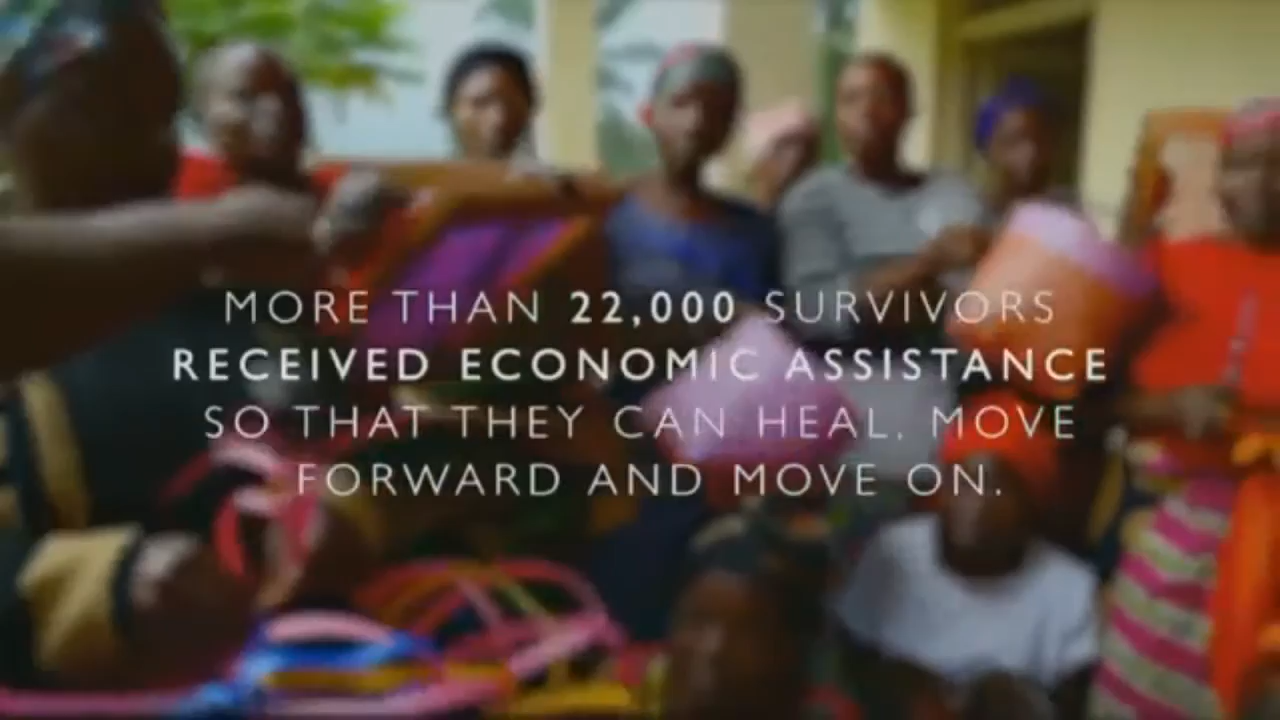 MORE THAN 22,000 SURVIVORS
RECEIVED ECONOMIC ASSISTANCE
SO THAT THEY CAN HEAL, MOVE
FORWARD AND MOVE ON.